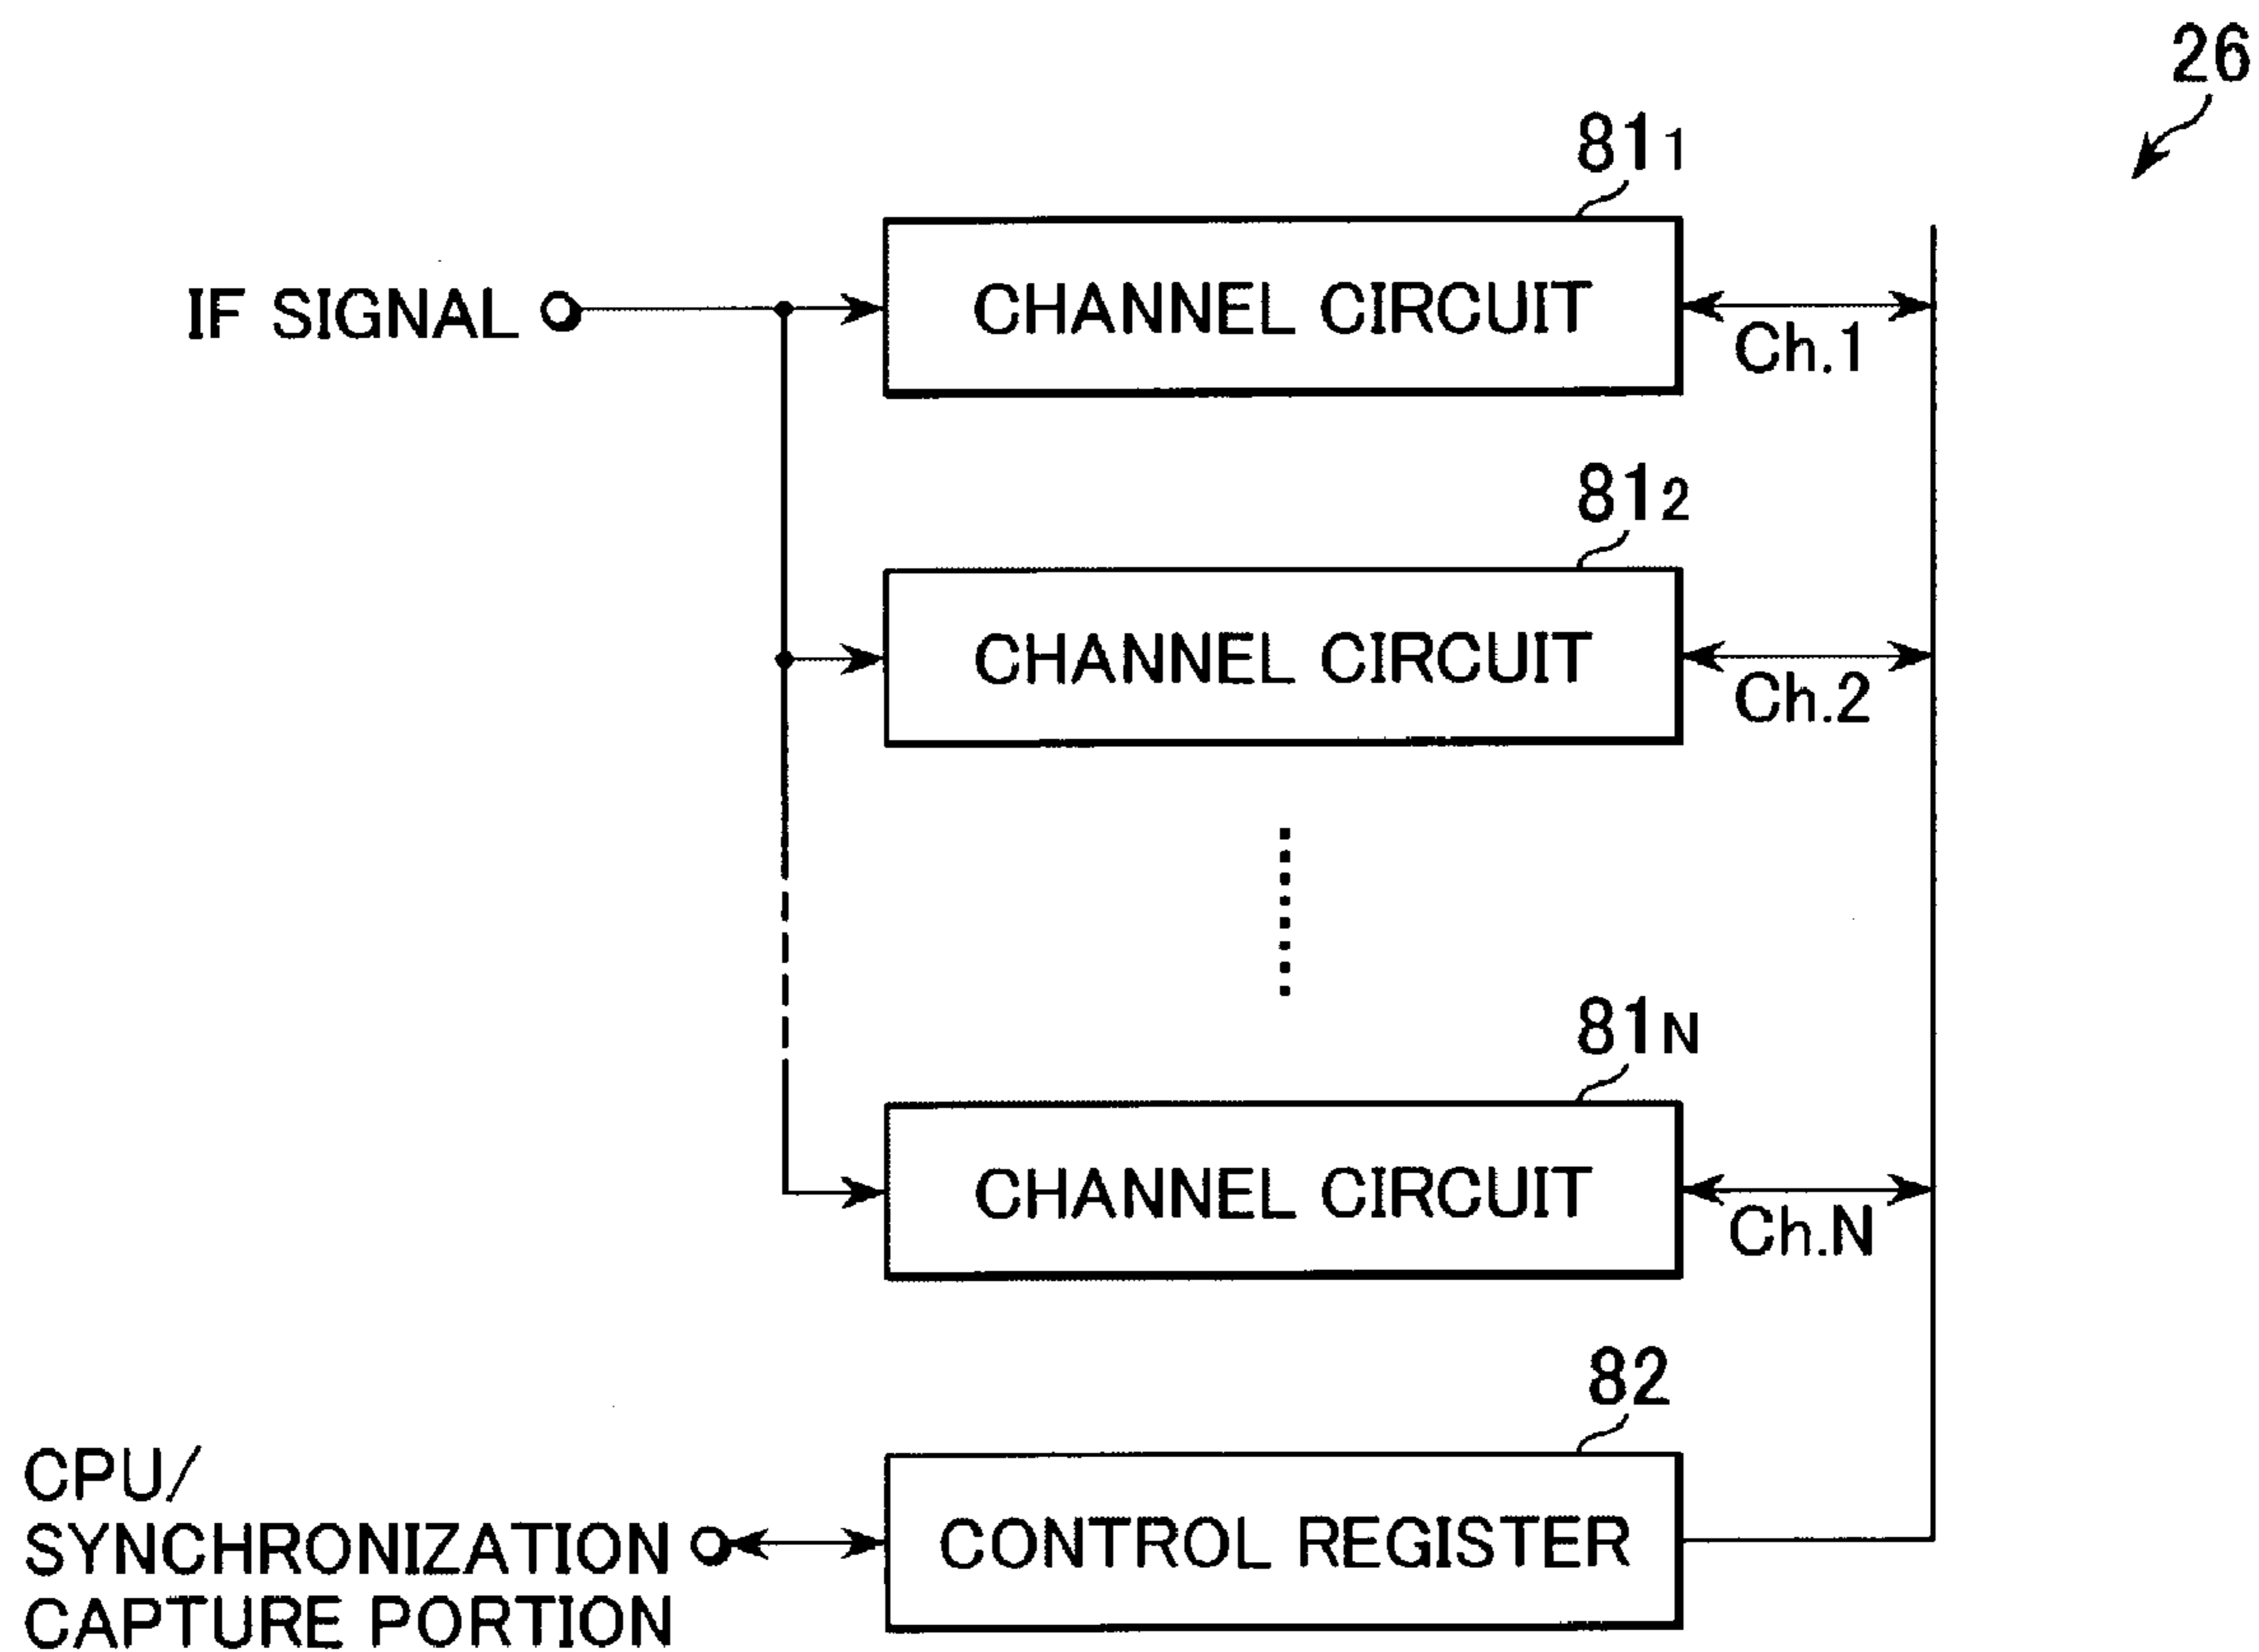 26
81₁
IF SIGNAL
CHANNEL CIRCUIT
Ch.1
81₂
CHANNEL CIRCUIT
Ch.2
81N
CHANNEL CIRCUIT
Ch.N
82
CPU/
SYNCHRONIZATION
CAPTURE PORTION
CONTROL REGISTER